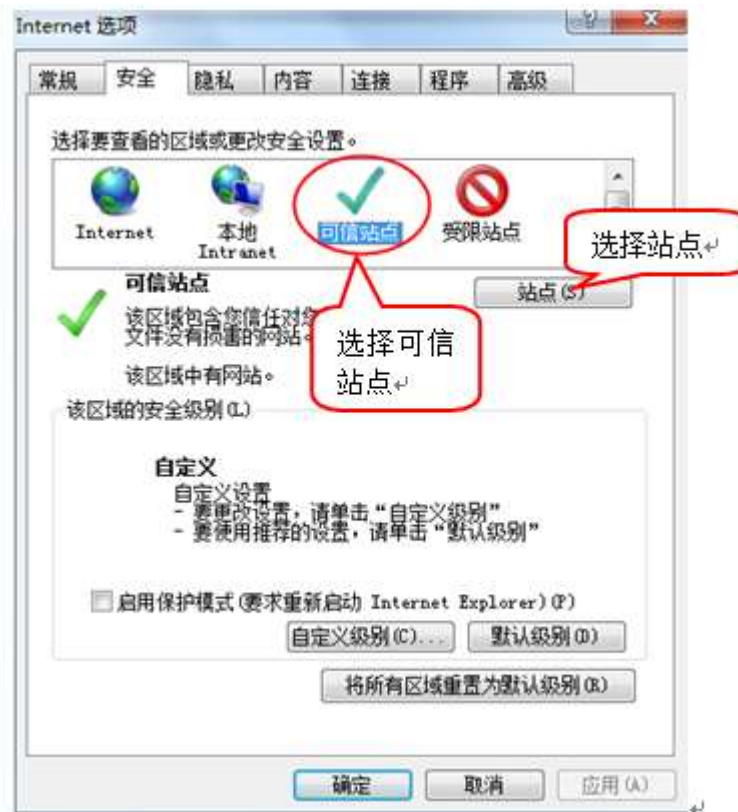 Internet 选项
常规 安全 隐私 内容 连接 程序 高级
选择要查看的区域或更改安全设置。
Internet
本地
Intranet
可信站点
受限站点
选择站点
可信站点
站点(S)
该区域包含您信任对您
文件没有损害的网站。
选择可信
站点
该区域中有网站。
该区域的安全级别(L)
自定义
自定义设置
- 要更改设置，请单击“自定义级别”
- 要使用推荐的设置，请单击“默认级别”
启用保护模式(要求重新启动 Internet Explorer)(P)
自定义级别(C)... 默认级别(D)
将所有区域重置为默认级别(R)
确定 取消 应用(A)